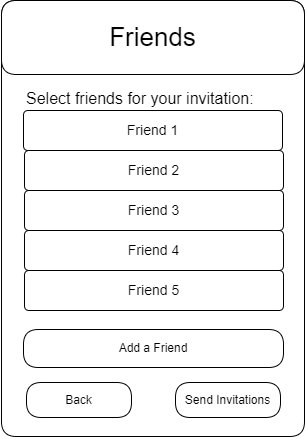 Friends
Select friends for your invitation:
Friend 1
Friend 2
Friend 3
Friend 4
Friend 5
Add a Friend
Back
Send Invitations